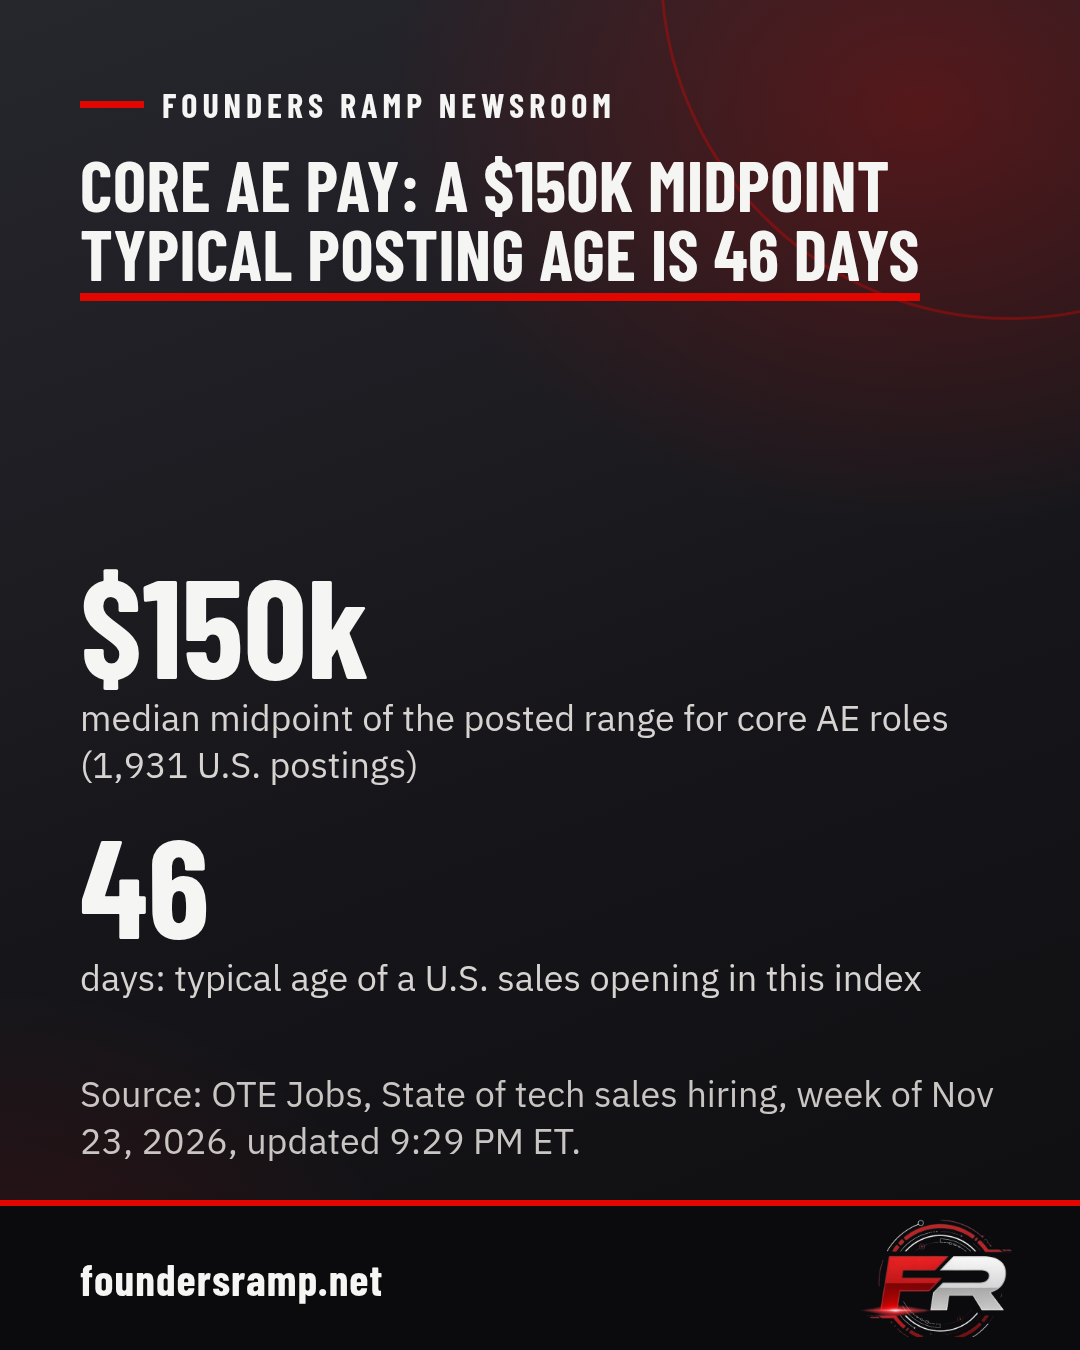 FOUNDERS RAMP NEWSROOM
CORE AE PAY: A $150K MIDPOINT
TYPICAL POSTING AGE IS 46 DAYS
$150k
median midpoint of the posted range for core AE roles
(1,931 U.S. postings)
46
days: typical age of a U.S. sales opening in this index
Source: OTE Jobs, State of tech sales hiring, week of Nov
23, 2026, updated 9:29 PM ET.
foundersramp.net
FR